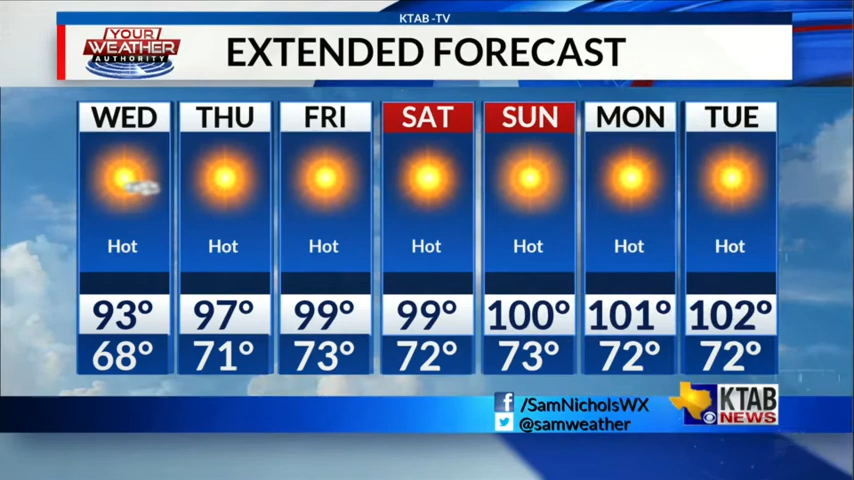 KTAB -TV
YOUR
WEATHER
AUTHORITY
EXTENDED FORECAST
WED THU FRI SAT SUN MON TUE
Hot Hot Hot Hot Hot Hot Hot
93° 97° 99° 99° 100° 101° 102°
68° 71° 73° 72° 73° 72° 72°
/SamNicholsWX
@samweather
KTAB
NEWS